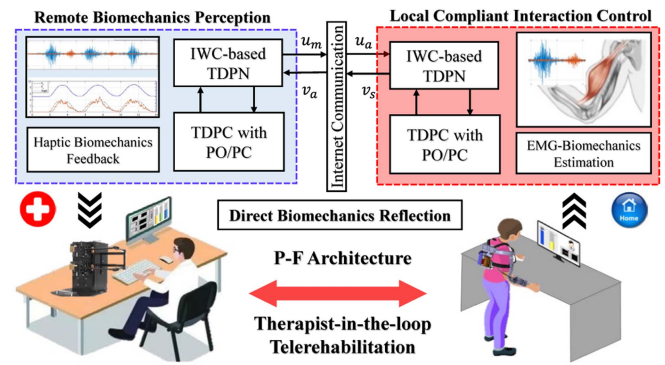 Remote Biomechanics Perception
Local Compliant Interaction Control
IWC-based
TDPN
TDPC with
PO/PC
Haptic Biomechanics
Feedback
u_m
v_a
Internet Communication
u_a
v_s
IWC-based
TDPN
TDPC with
PO/PC
EMG-Biomechanics
Estimation
Home
Direct Biomechanics Reflection
P-F Architecture
Therapist-in-the-loop
Telerehabilitation